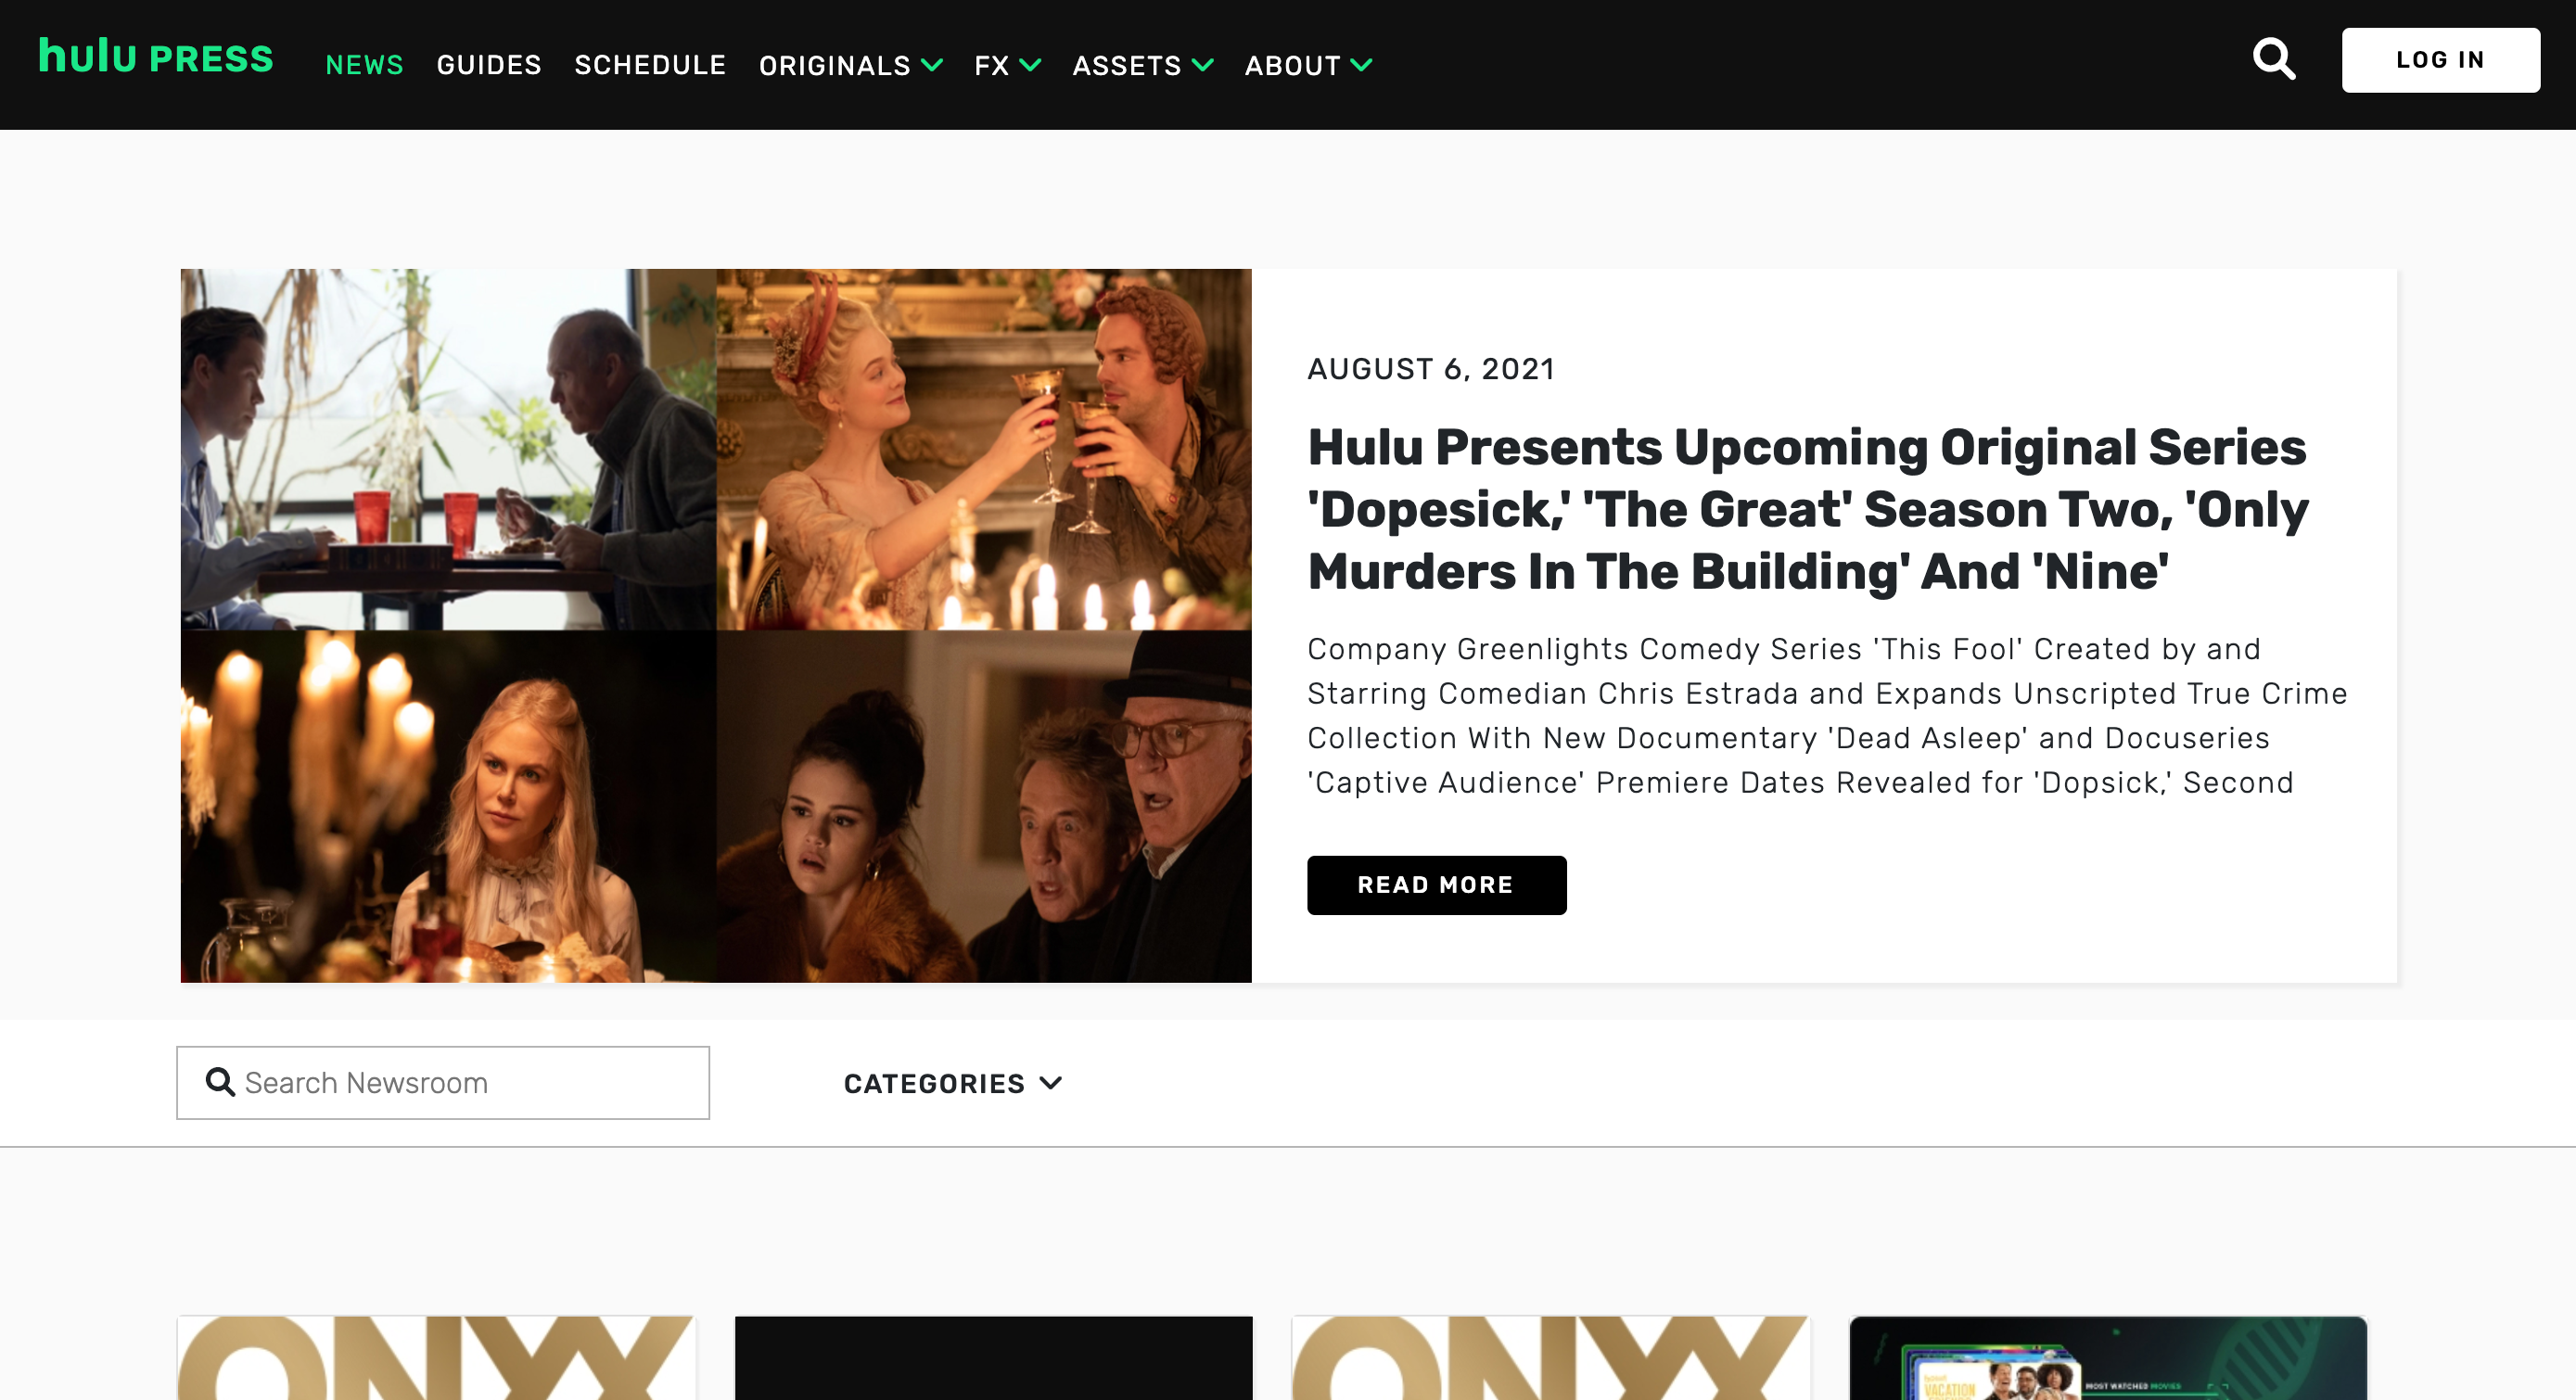 hulu PRESS
NEWS
GUIDES
SCHEDULE
ORIGINALS
FX
ASSETS
ABOUT
LOG IN
AUGUST 6, 2021
Hulu Presents Upcoming Original Series
'Dopesick,' 'The Great' Season Two, 'Only
Murders In The Building' And 'Nine'
Company Greenlights Comedy Series 'This Fool' Created by and
Starring Comedian Chris Estrada and Expands Unscripted True Crime
Collection With New Documentary 'Dead Asleep' and Docuseries
'Captive Audience' Premiere Dates Revealed for 'Dopsick,' Second
READ MORE
Search Newsroom
CATEGORIES
ONYX
ONYX
VACATION
MOST WATCHED MOVIES